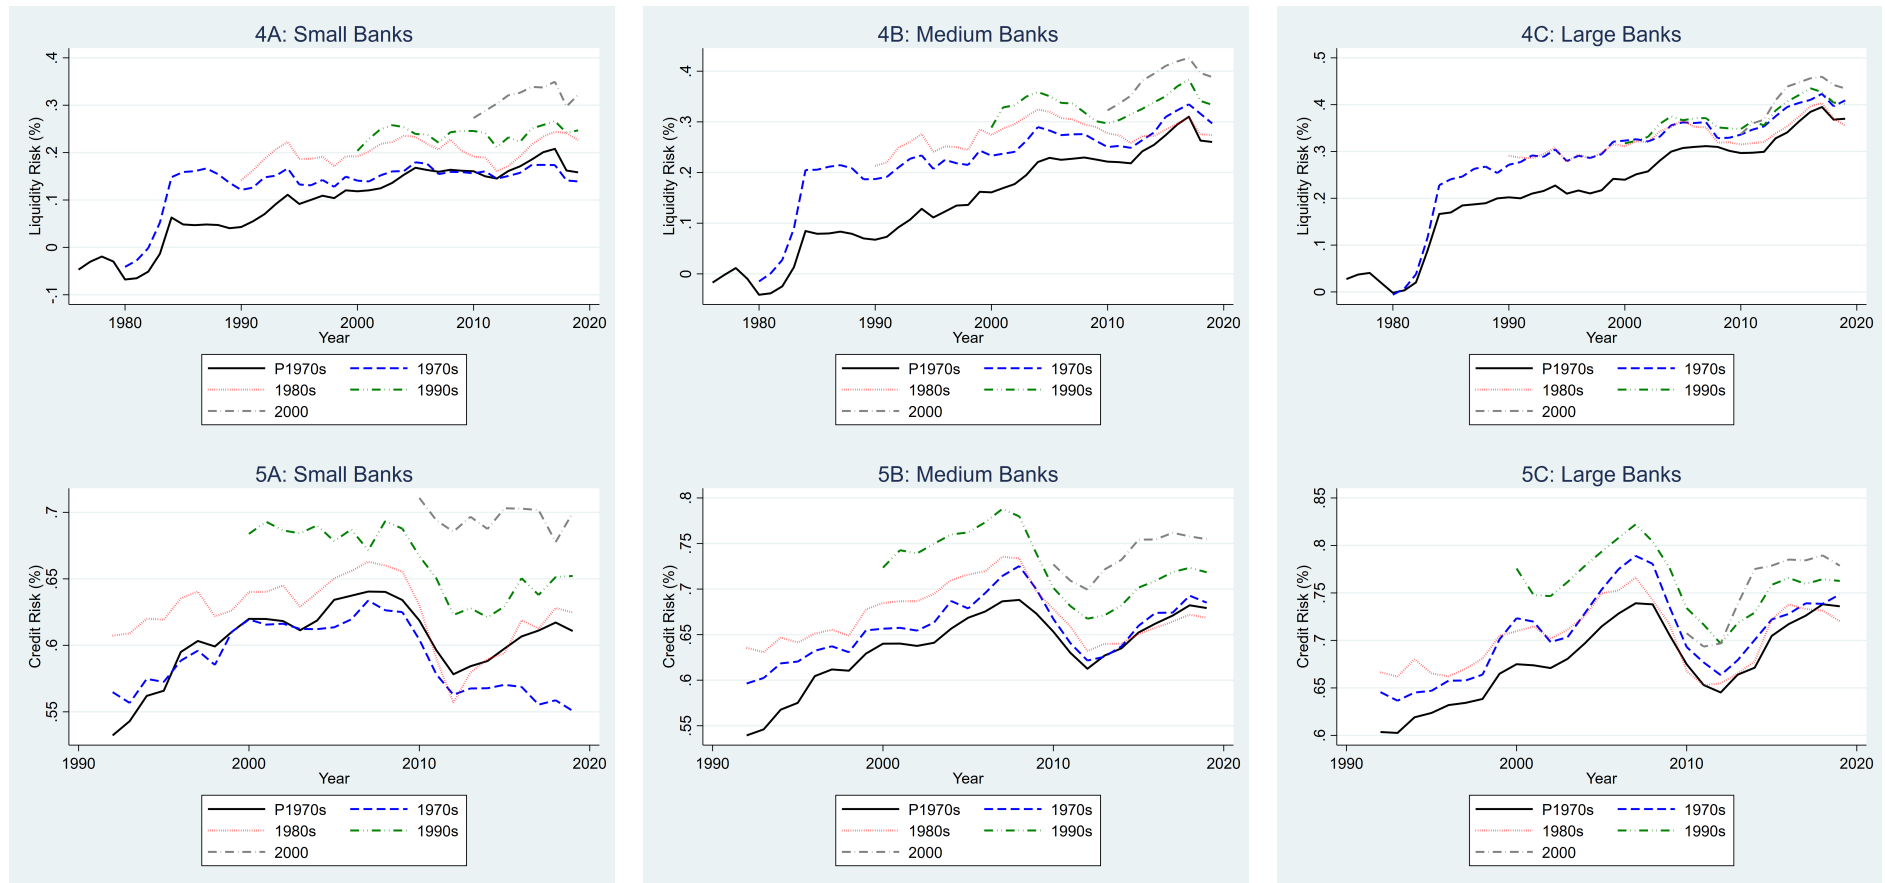 4A: Small Banks
Liquidity Risk (%)
.4
.3
.2
.1
0
-.1
1980 1990 2000 2010 2020
Year
P1970s 1970s
1980s 1990s
2000
4B: Medium Banks
Liquidity Risk (%)
.4
.3
.2
.1
0
1980 1990 2000 2010 2020
Year
P1970s 1970s
1980s 1990s
2000
4C: Large Banks
Liquidity Risk (%)
.5
.4
.3
.2
.1
0
1980 1990 2000 2010 2020
Year
P1970s 1970s
1980s 1990s
2000
5A: Small Banks
Credit Risk (%)
.7
.65
.6
.55
1990 2000 2010 2020
Year
P1970s 1970s
1980s 1990s
2000
5B: Medium Banks
Credit Risk (%)
.8
.75
.7
.65
.6
.55
1990 2000 2010 2020
Year
P1970s 1970s
1980s 1990s
2000
5C: Large Banks
Credit Risk (%)
.85
.8
.75
.7
.65
.6
1990 2000 2010 2020
Year
P1970s 1970s
1980s 1990s
2000